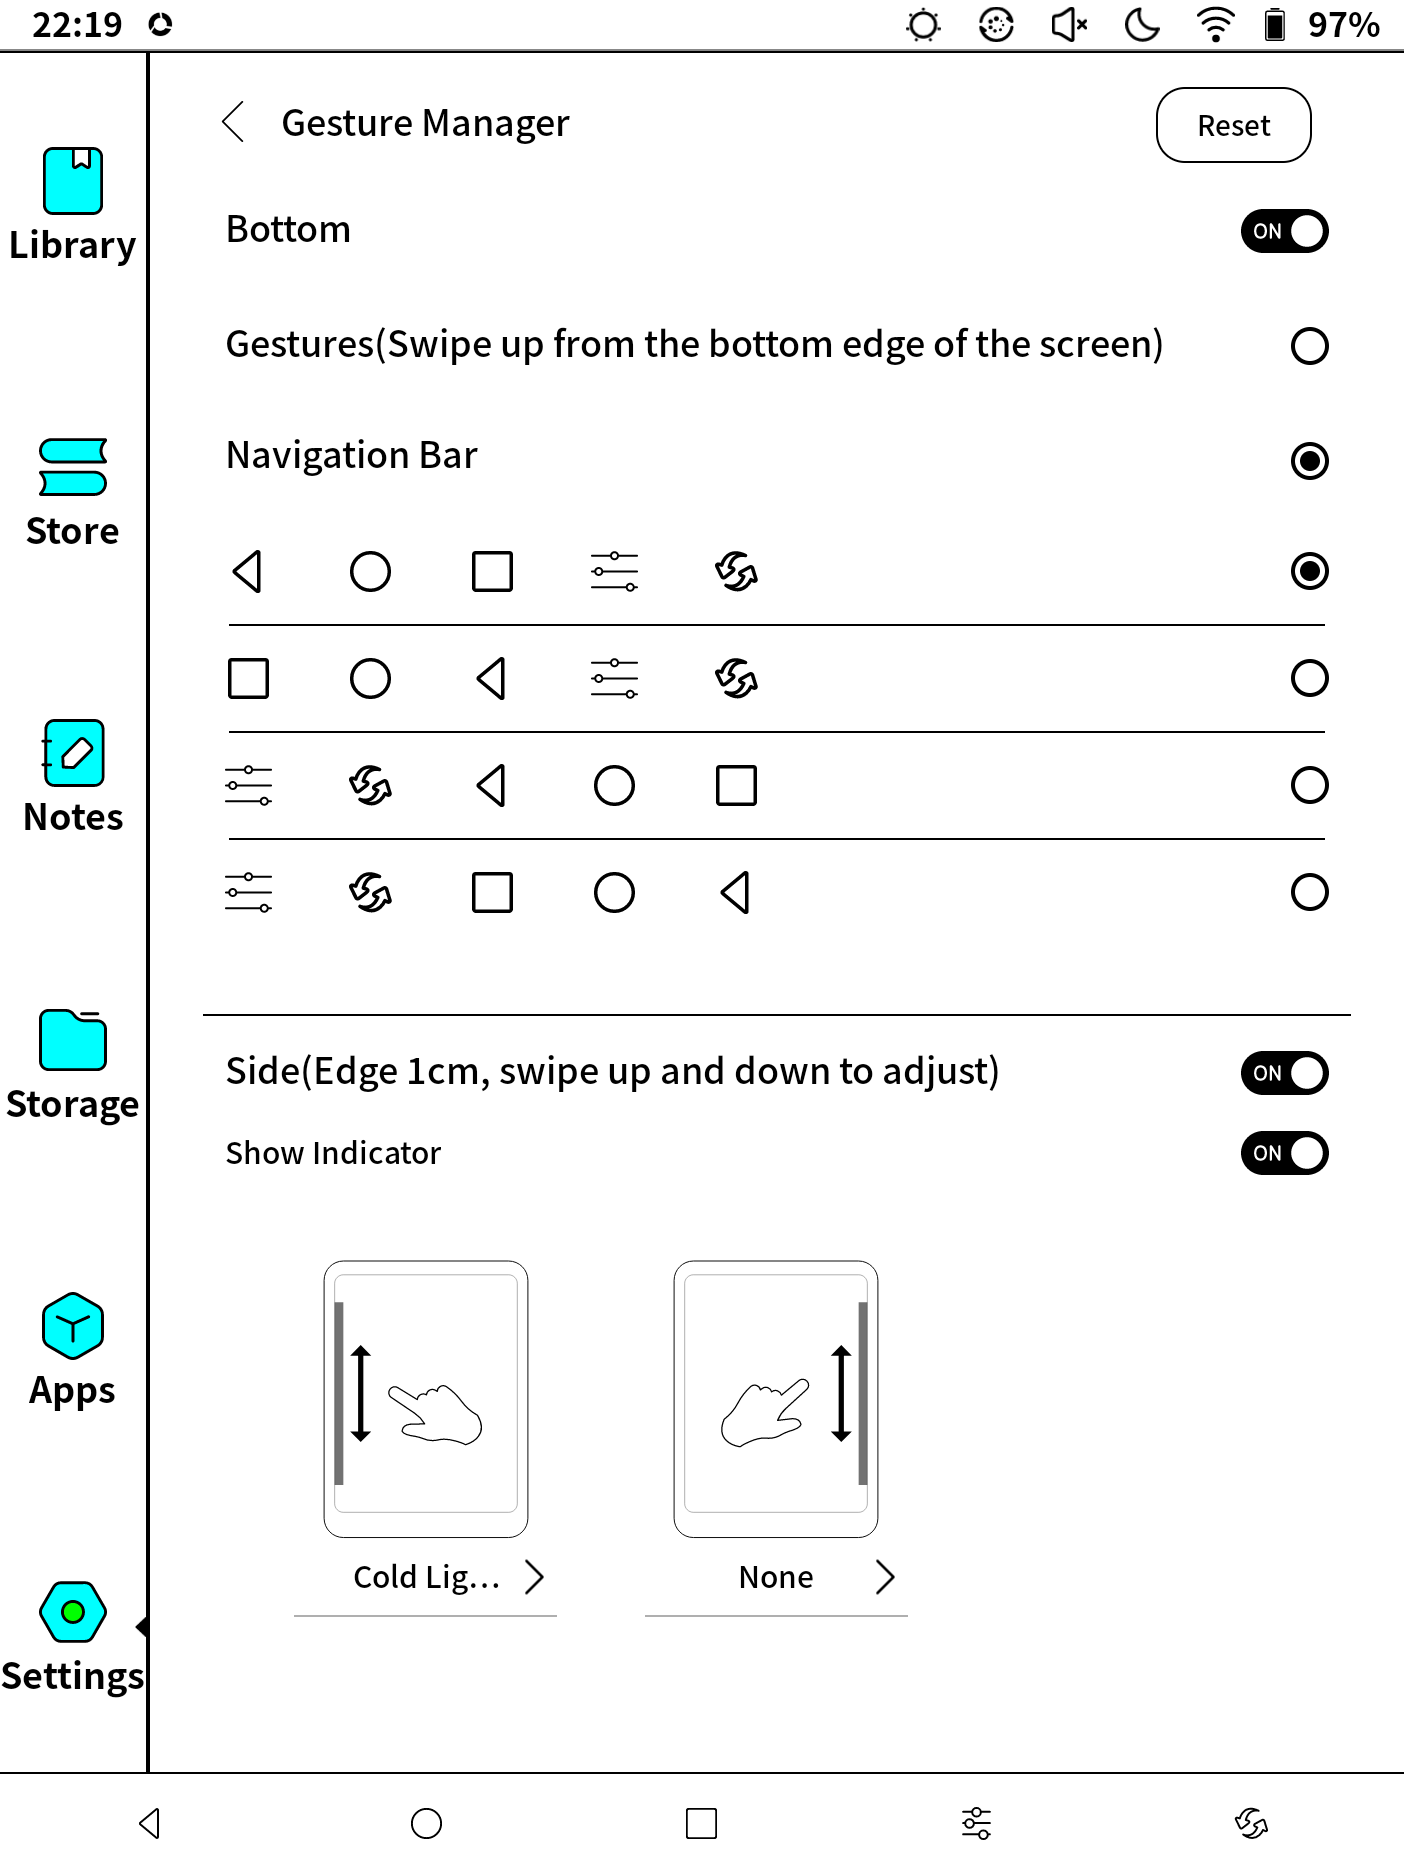 22:19
97%
Gesture Manager
Reset
Library
Bottom
ON
Gestures(Swipe up from the bottom edge of the screen)
Navigation Bar
Store
Notes
Storage
Side(Edge 1cm, swipe up and down to adjust)
ON
Show Indicator
ON
Apps
Cold Lig...
None
Settings